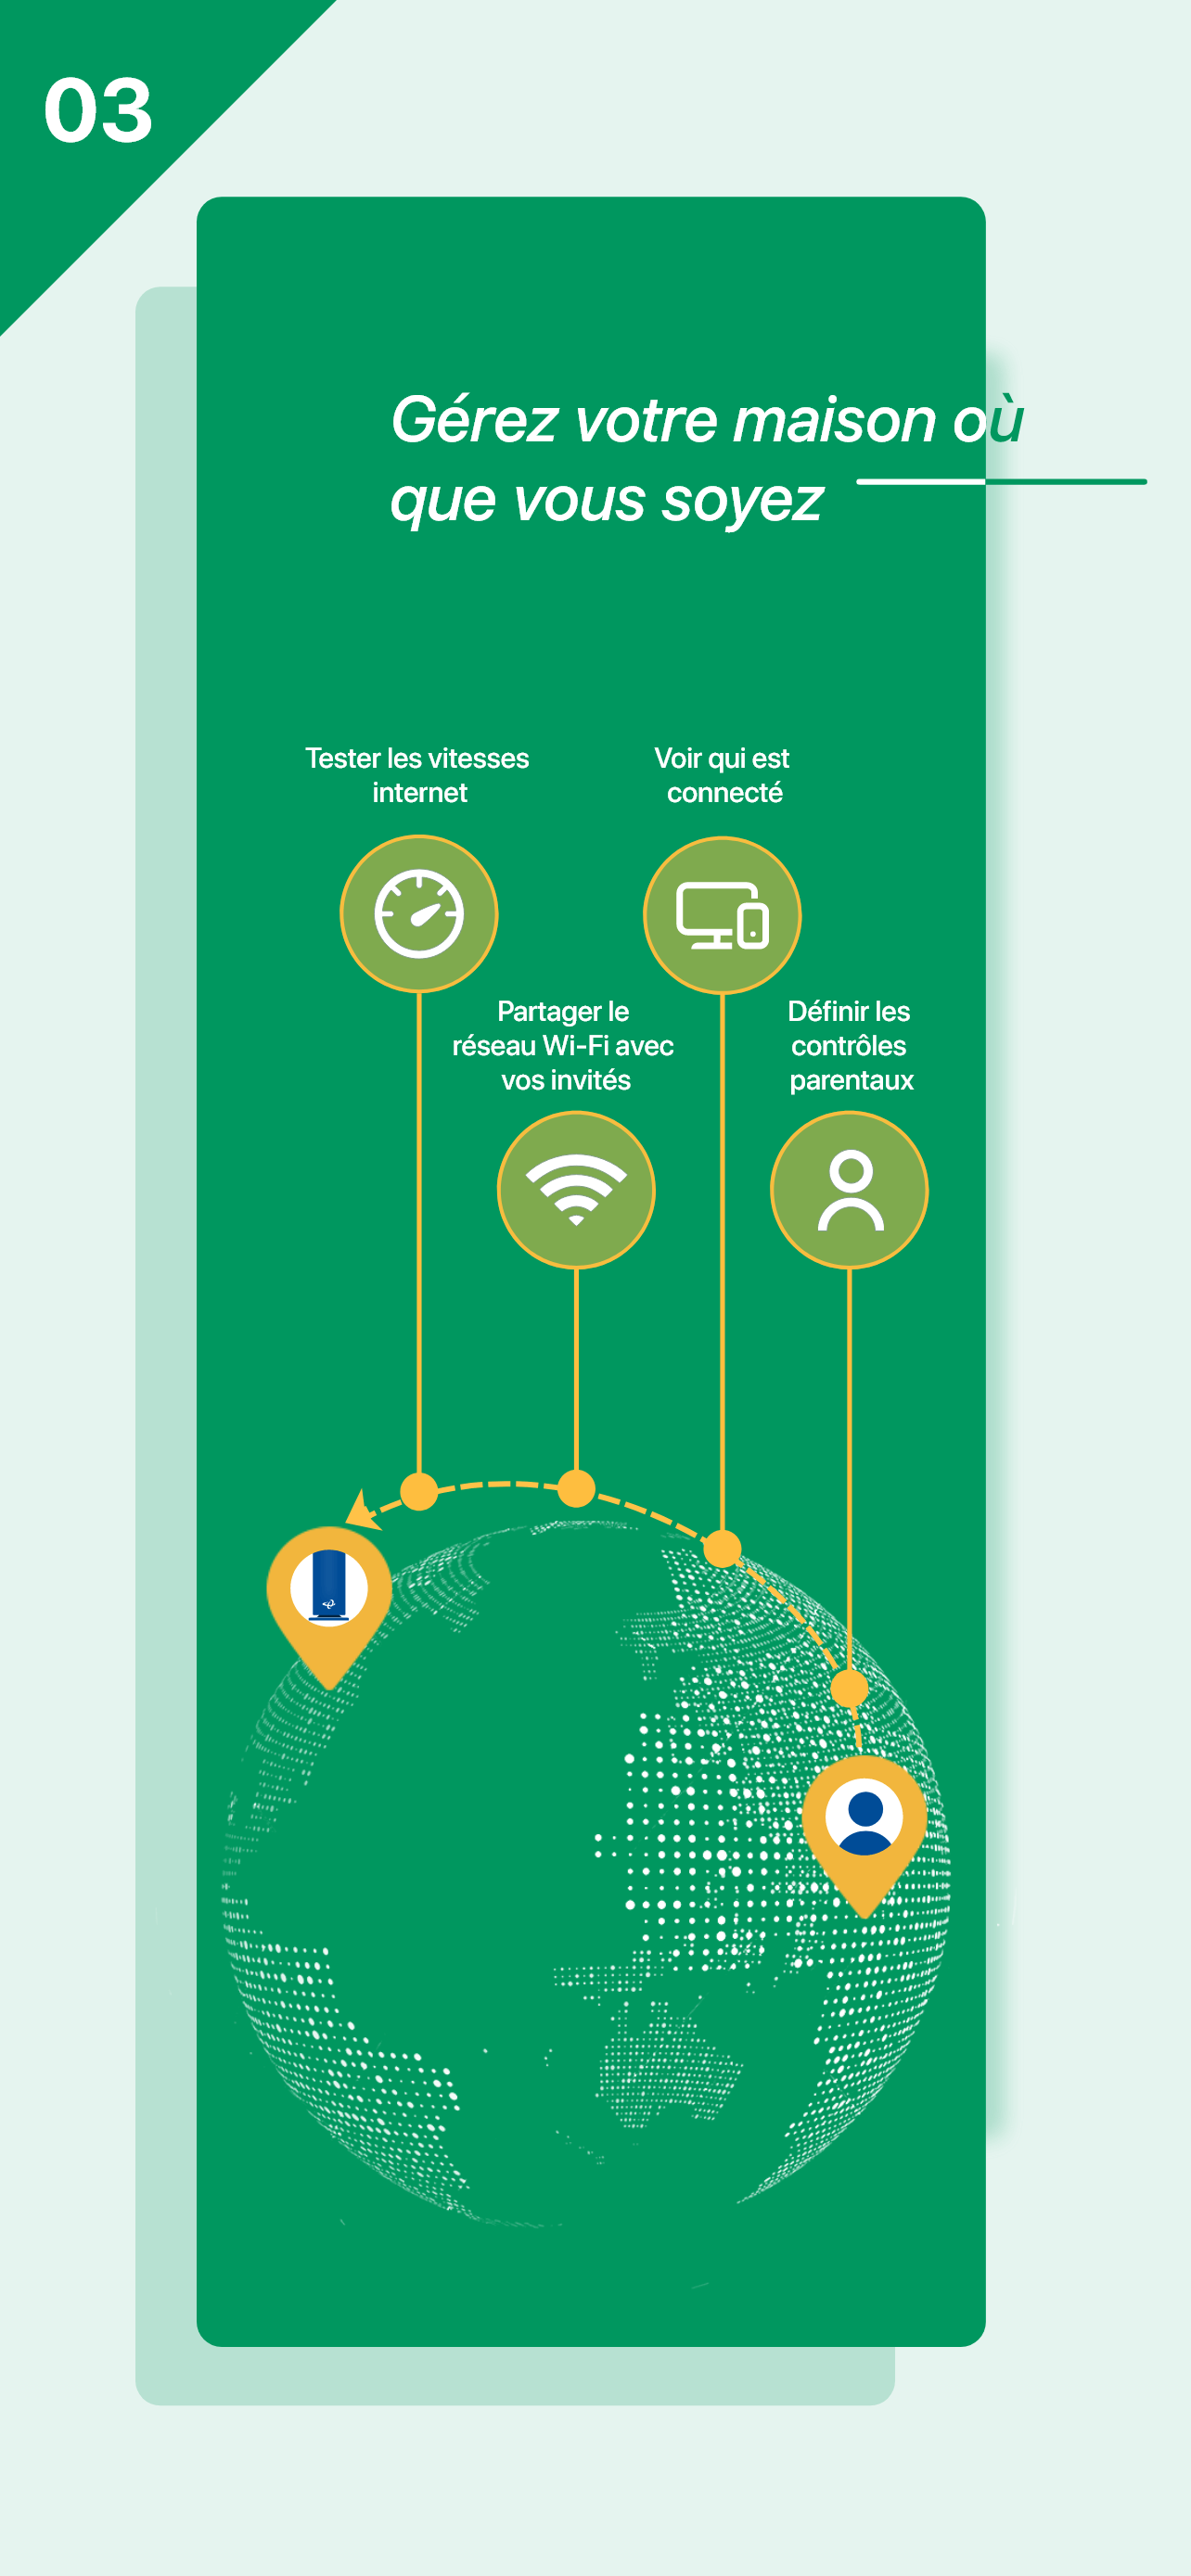 03
Gérez votre maison où
que vous soyez
Tester les vitesses
internet
Voir qui est
connecté
Partager le
réseau Wi-Fi avec
vos invités
Définir les
contrôles
parentaux